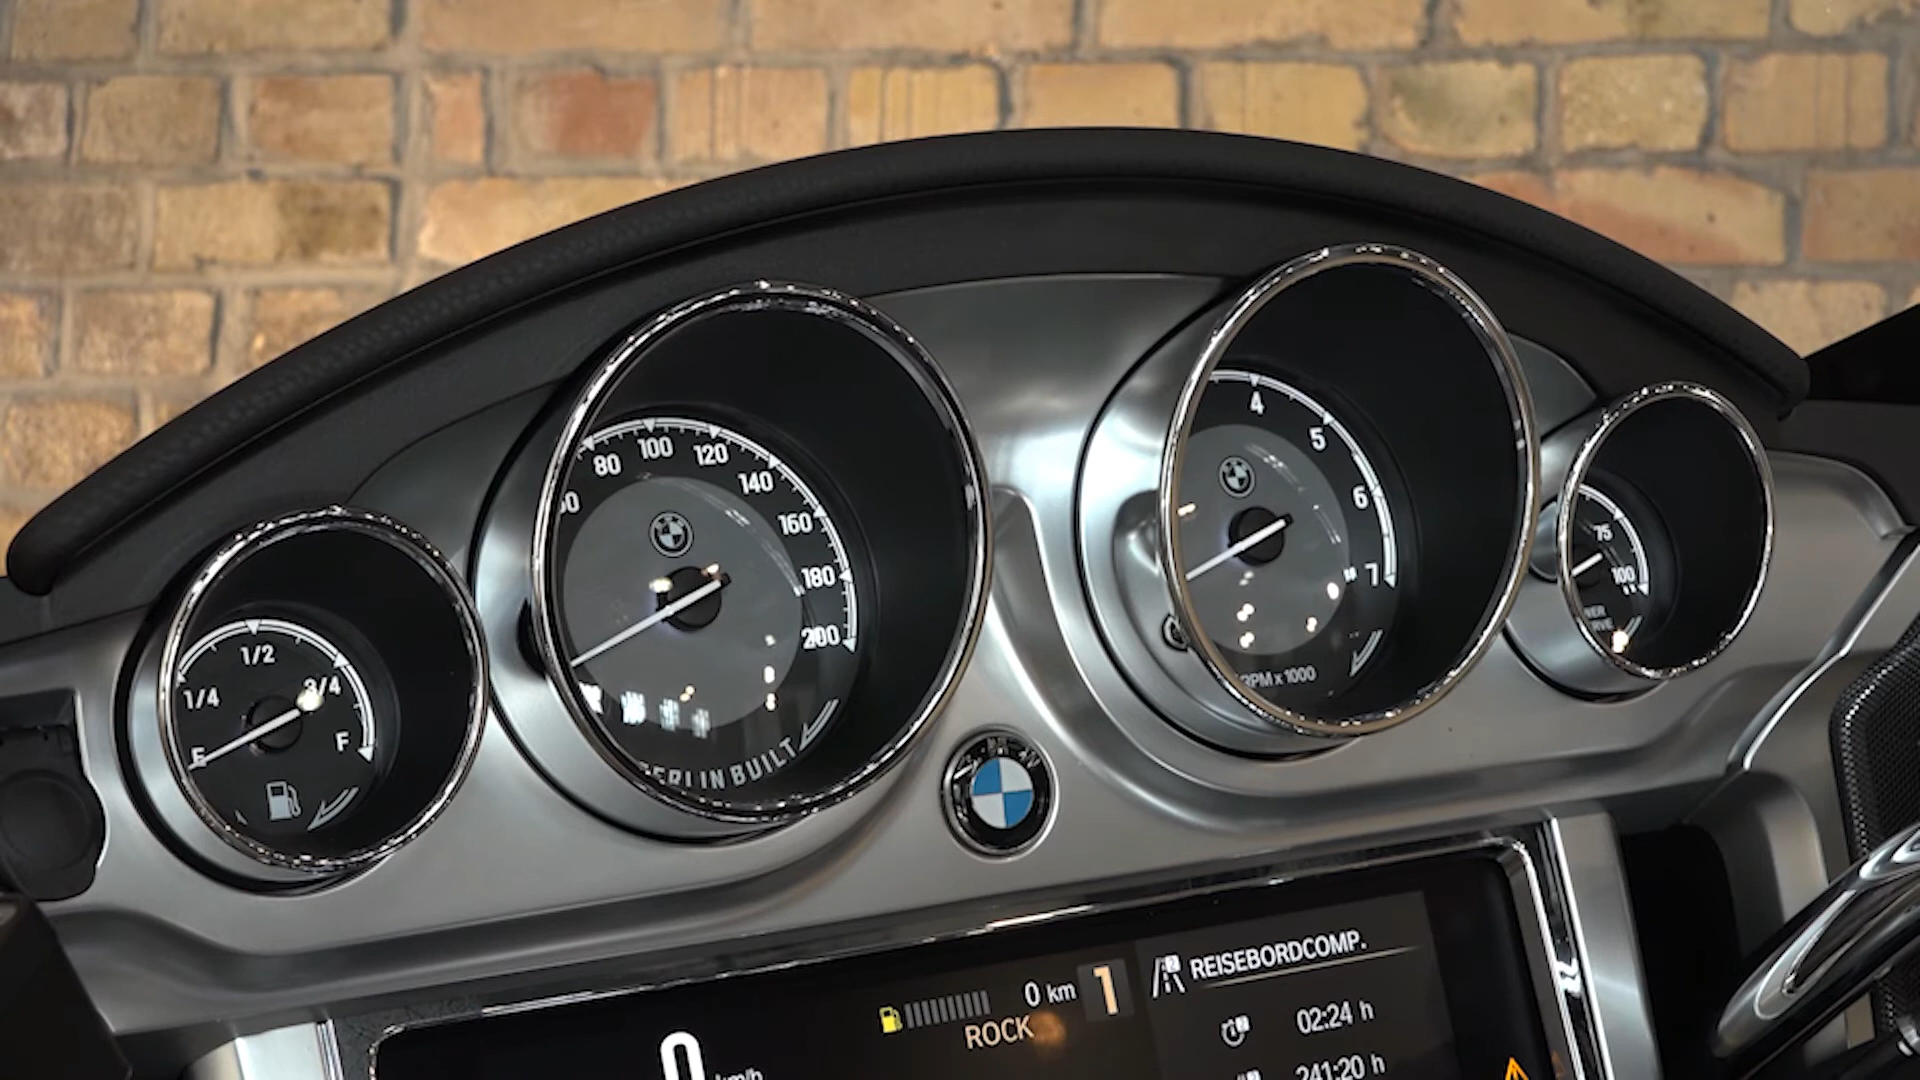 1/4
1/2
3/4
E
F
80
100
120
140
160
180
200
BERLIN BUILT
4
5
6
7
RPM x 1000
75
100
0 km
1
ROCK
REISEBORDCOMP.
02:24 h
241:20 h
0 km/h